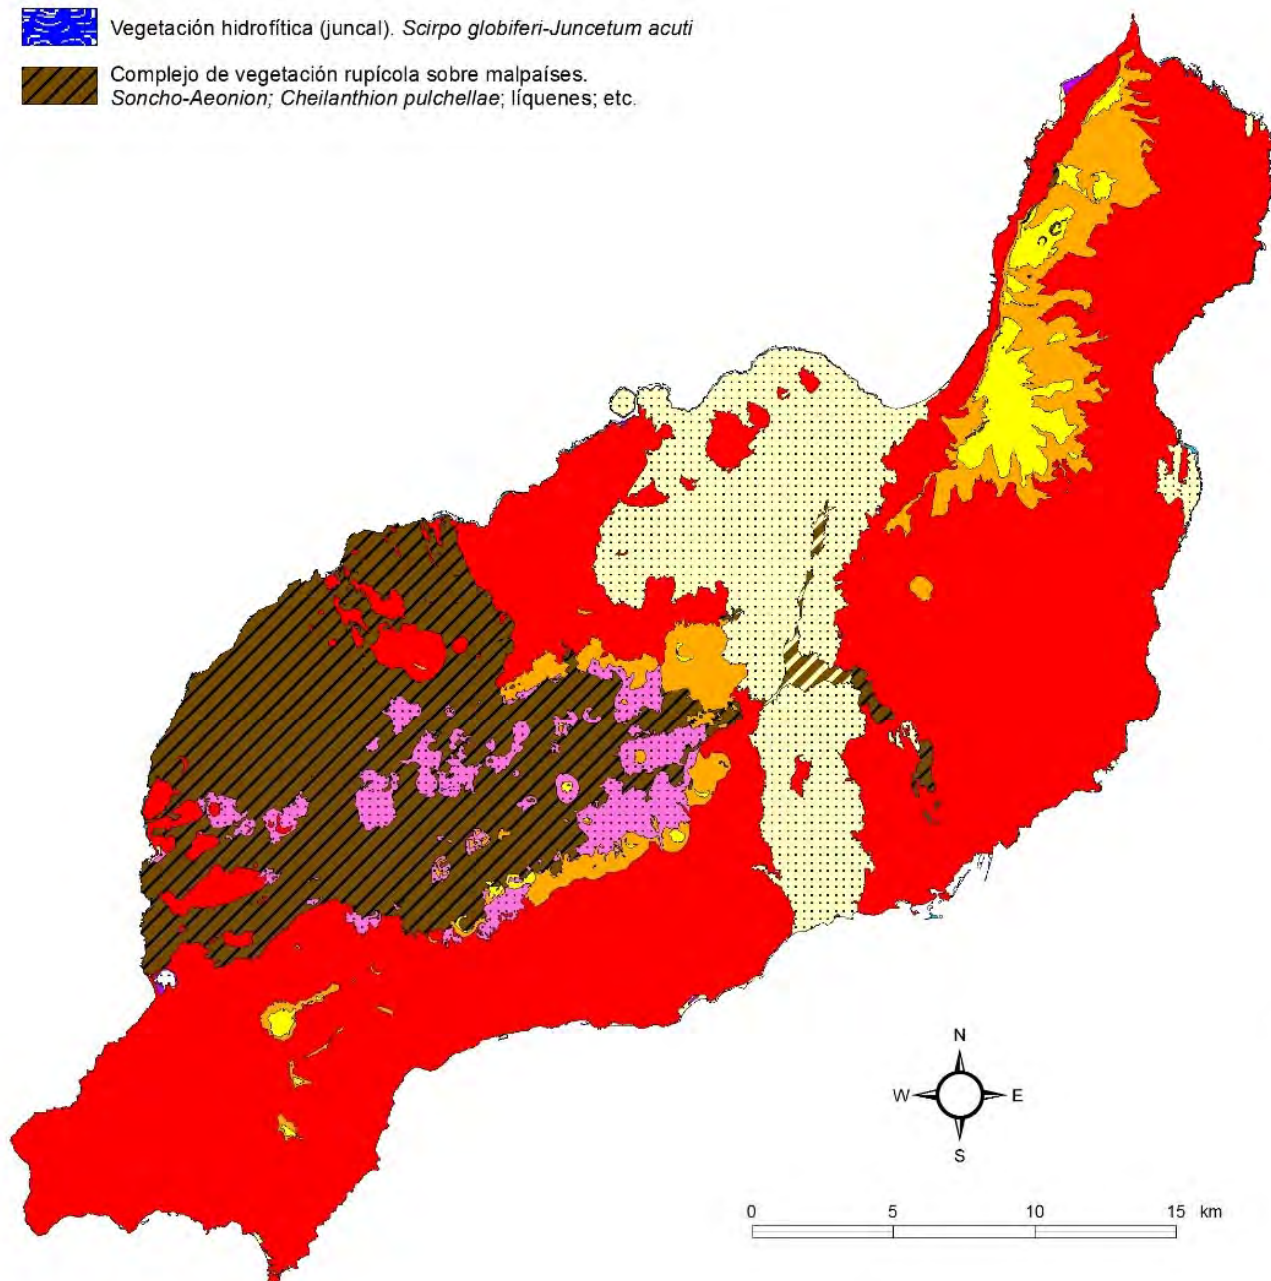 Vegetación hidrofítica (juncal). Scirpo globiferi-Juncetum acuti
Complejo de vegetación rupícola sobre malpaíses.
Soncho-Aeonion; Cheilanthion pulchellae; líquenes; etc.
N
W E
S
0 5 10 15 km